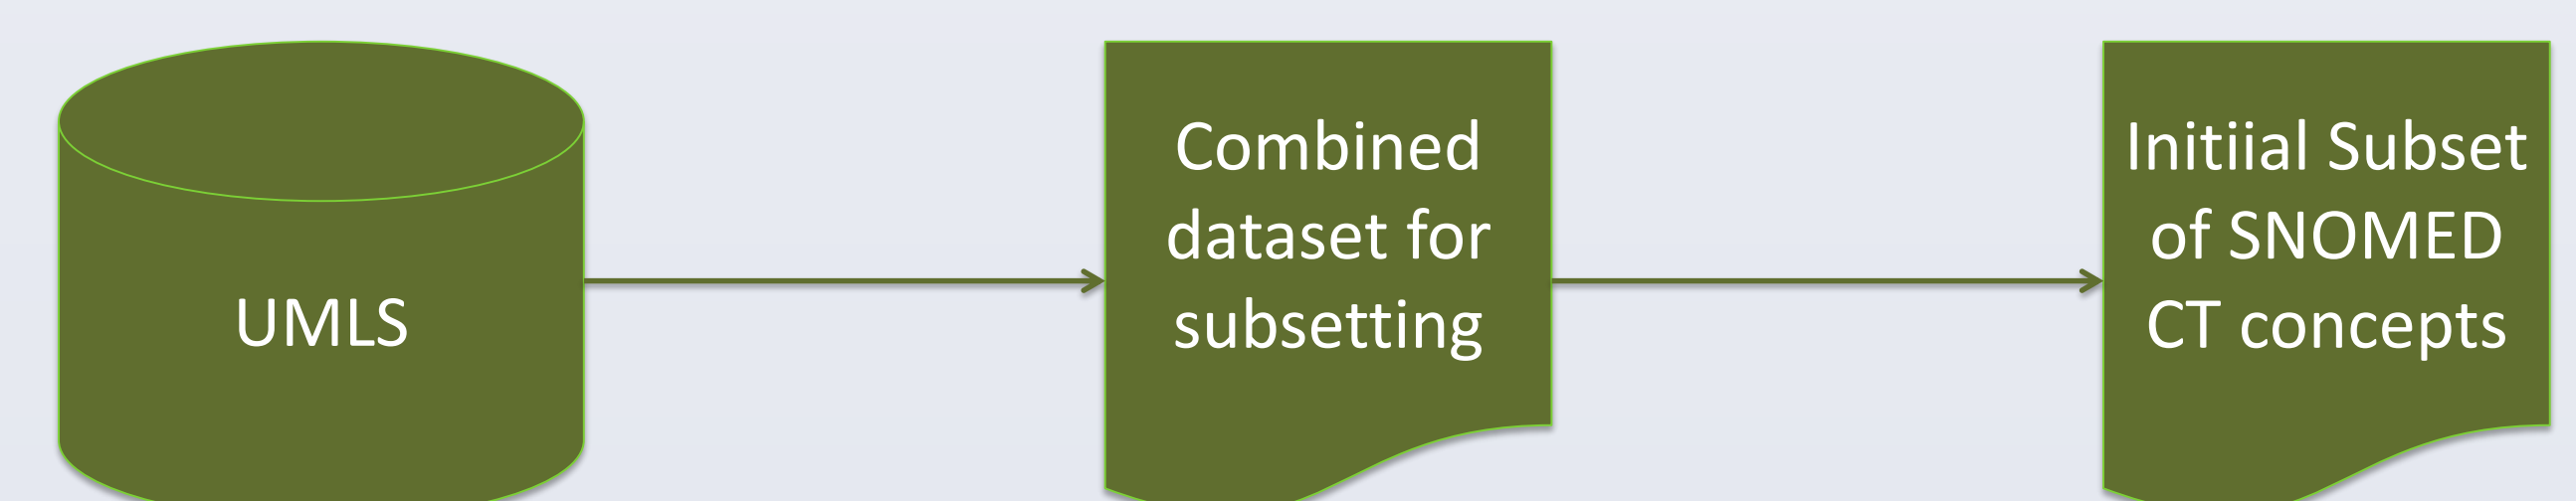 UMLS
Combined
dataset for
subsetting
Initiial Subset
of SNOMED
CT concepts